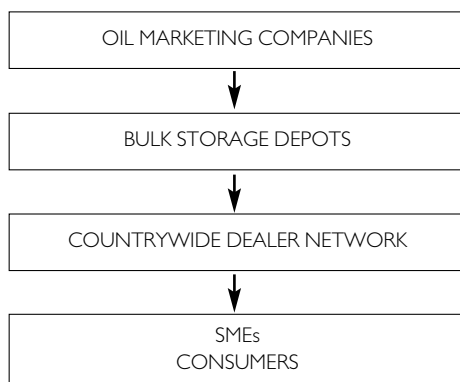 OIL MARKETING COMPANIES
BULK STORAGE DEPOTS
COUNTRYWIDE DEALER NETWORK
SMEs
CONSUMERS